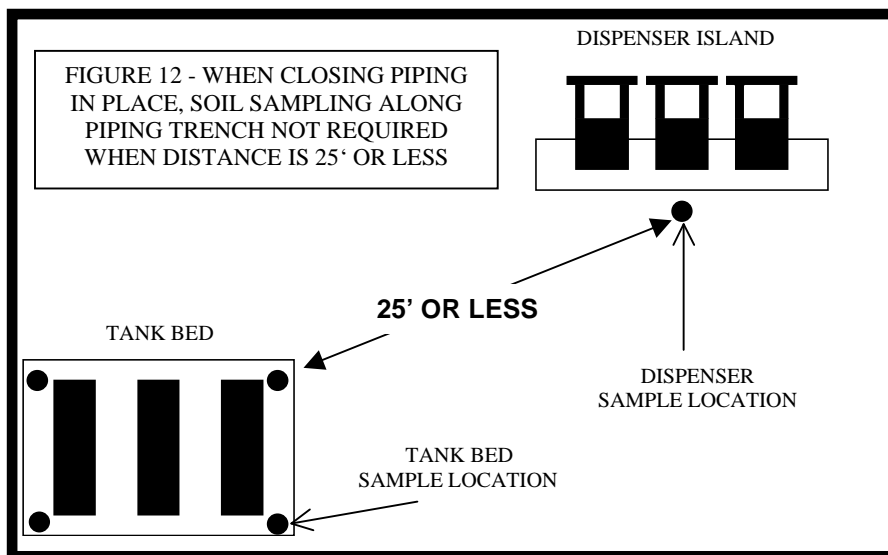 FIGURE 12 - WHEN CLOSING PIPING
IN PLACE, SOIL SAMPLING ALONG
PIPING TRENCH NOT REQUIRED
WHEN DISTANCE IS 25‘ OR LESS
DISPENSER ISLAND
25’ OR LESS
TANK BED
DISPENSER
SAMPLE LOCATION
TANK BED
SAMPLE LOCATION